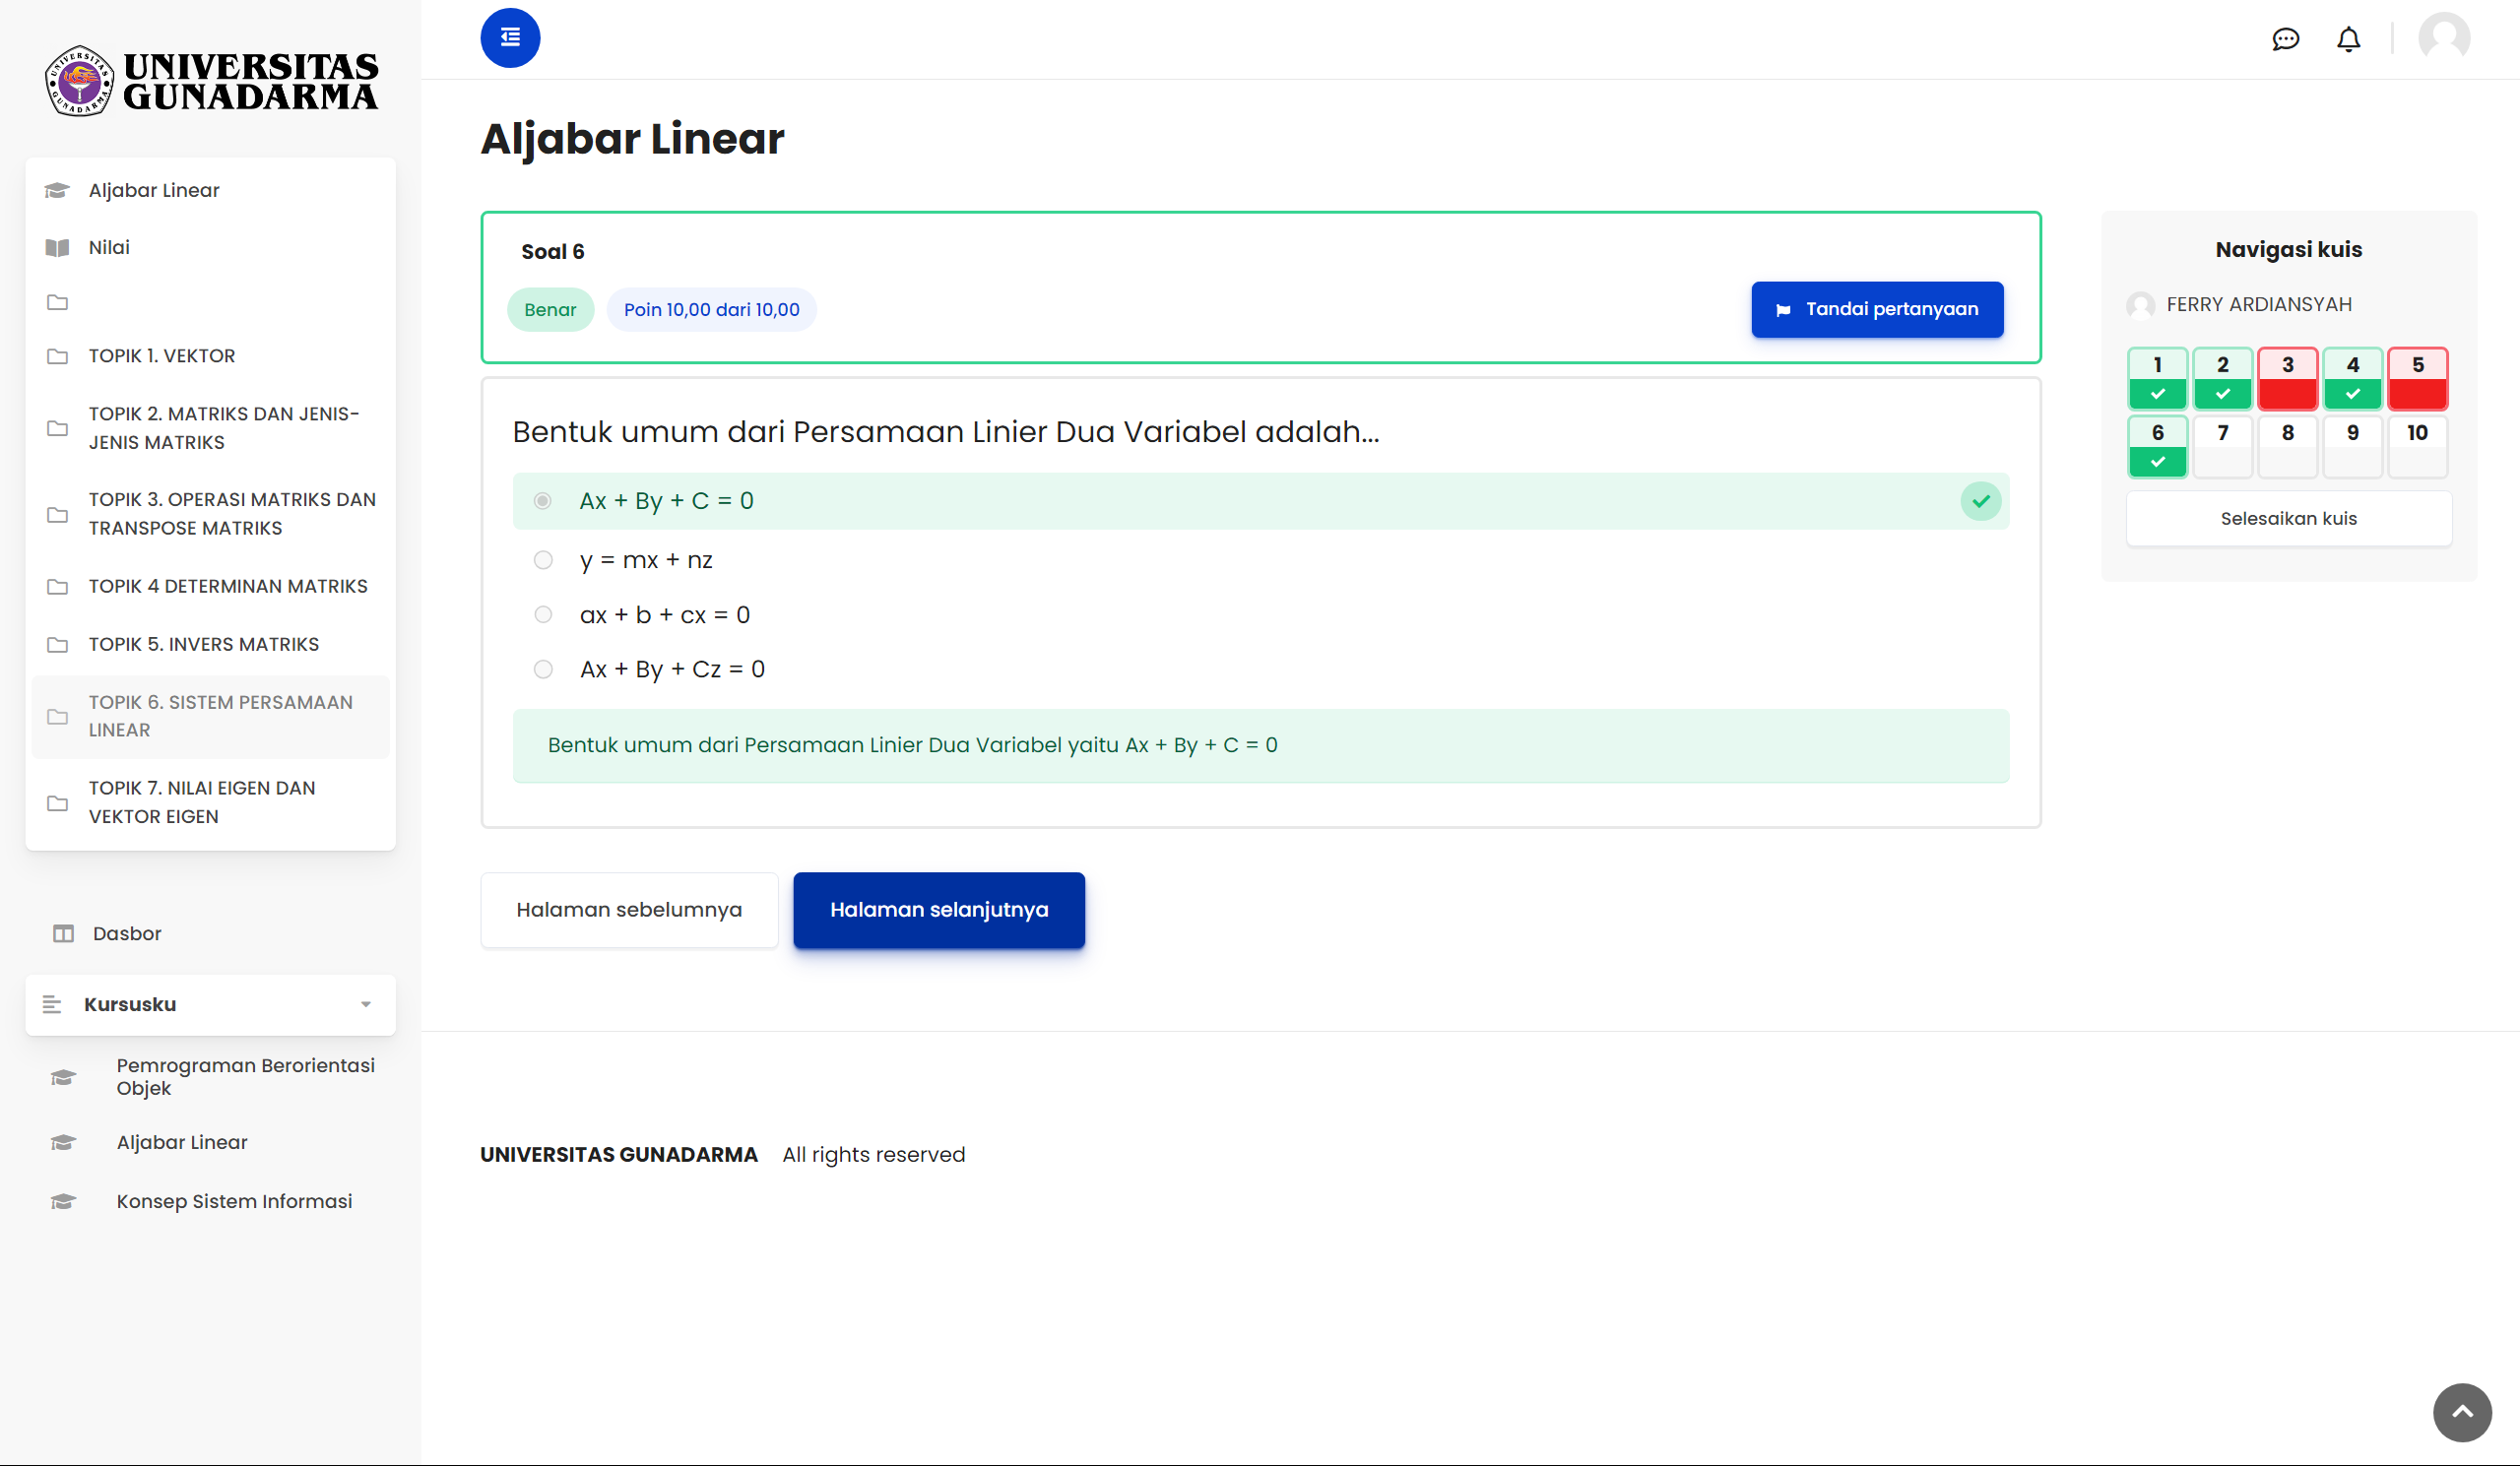 UNIVERSITAS
GUNADARMA
Aljabar Linear
Nilai
TOPIK 1. VEKTOR
TOPIK 2. MATRIKS DAN JENIS-
JENIS MATRIKS
TOPIK 3. OPERASI MATRIKS DAN
TRANSPOSE MATRIKS
TOPIK 4 DETERMINAN MATRIKS
TOPIK 5. INVERS MATRIKS
TOPIK 6. SISTEM PERSAMAAN
LINEAR
TOPIK 7. NILAI EIGEN DAN
VEKTOR EIGEN
Dasbor
Kursusku
Pemrograman Berorientasi
Objek
Aljabar Linear
Konsep Sistem Informasi
Aljabar Linear
Soal 6
Benar
Poin 10,00 dari 10,00
Tandai pertanyaan
Bentuk umum dari Persamaan Linier Dua Variabel adalah...
Ax + By + C = 0
y = mx + nz
ax + b + cx = 0
Ax + By + Cz = 0
Bentuk umum dari Persamaan Linier Dua Variabel yaitu Ax + By + C = 0
Halaman sebelumnya
Halaman selanjutnya
Navigasi kuis
FERRY ARDIANSYAH
1 2 3 4 5
6 7 8 9 10
Selesaikan kuis
UNIVERSITAS GUNADARMA All rights reserved